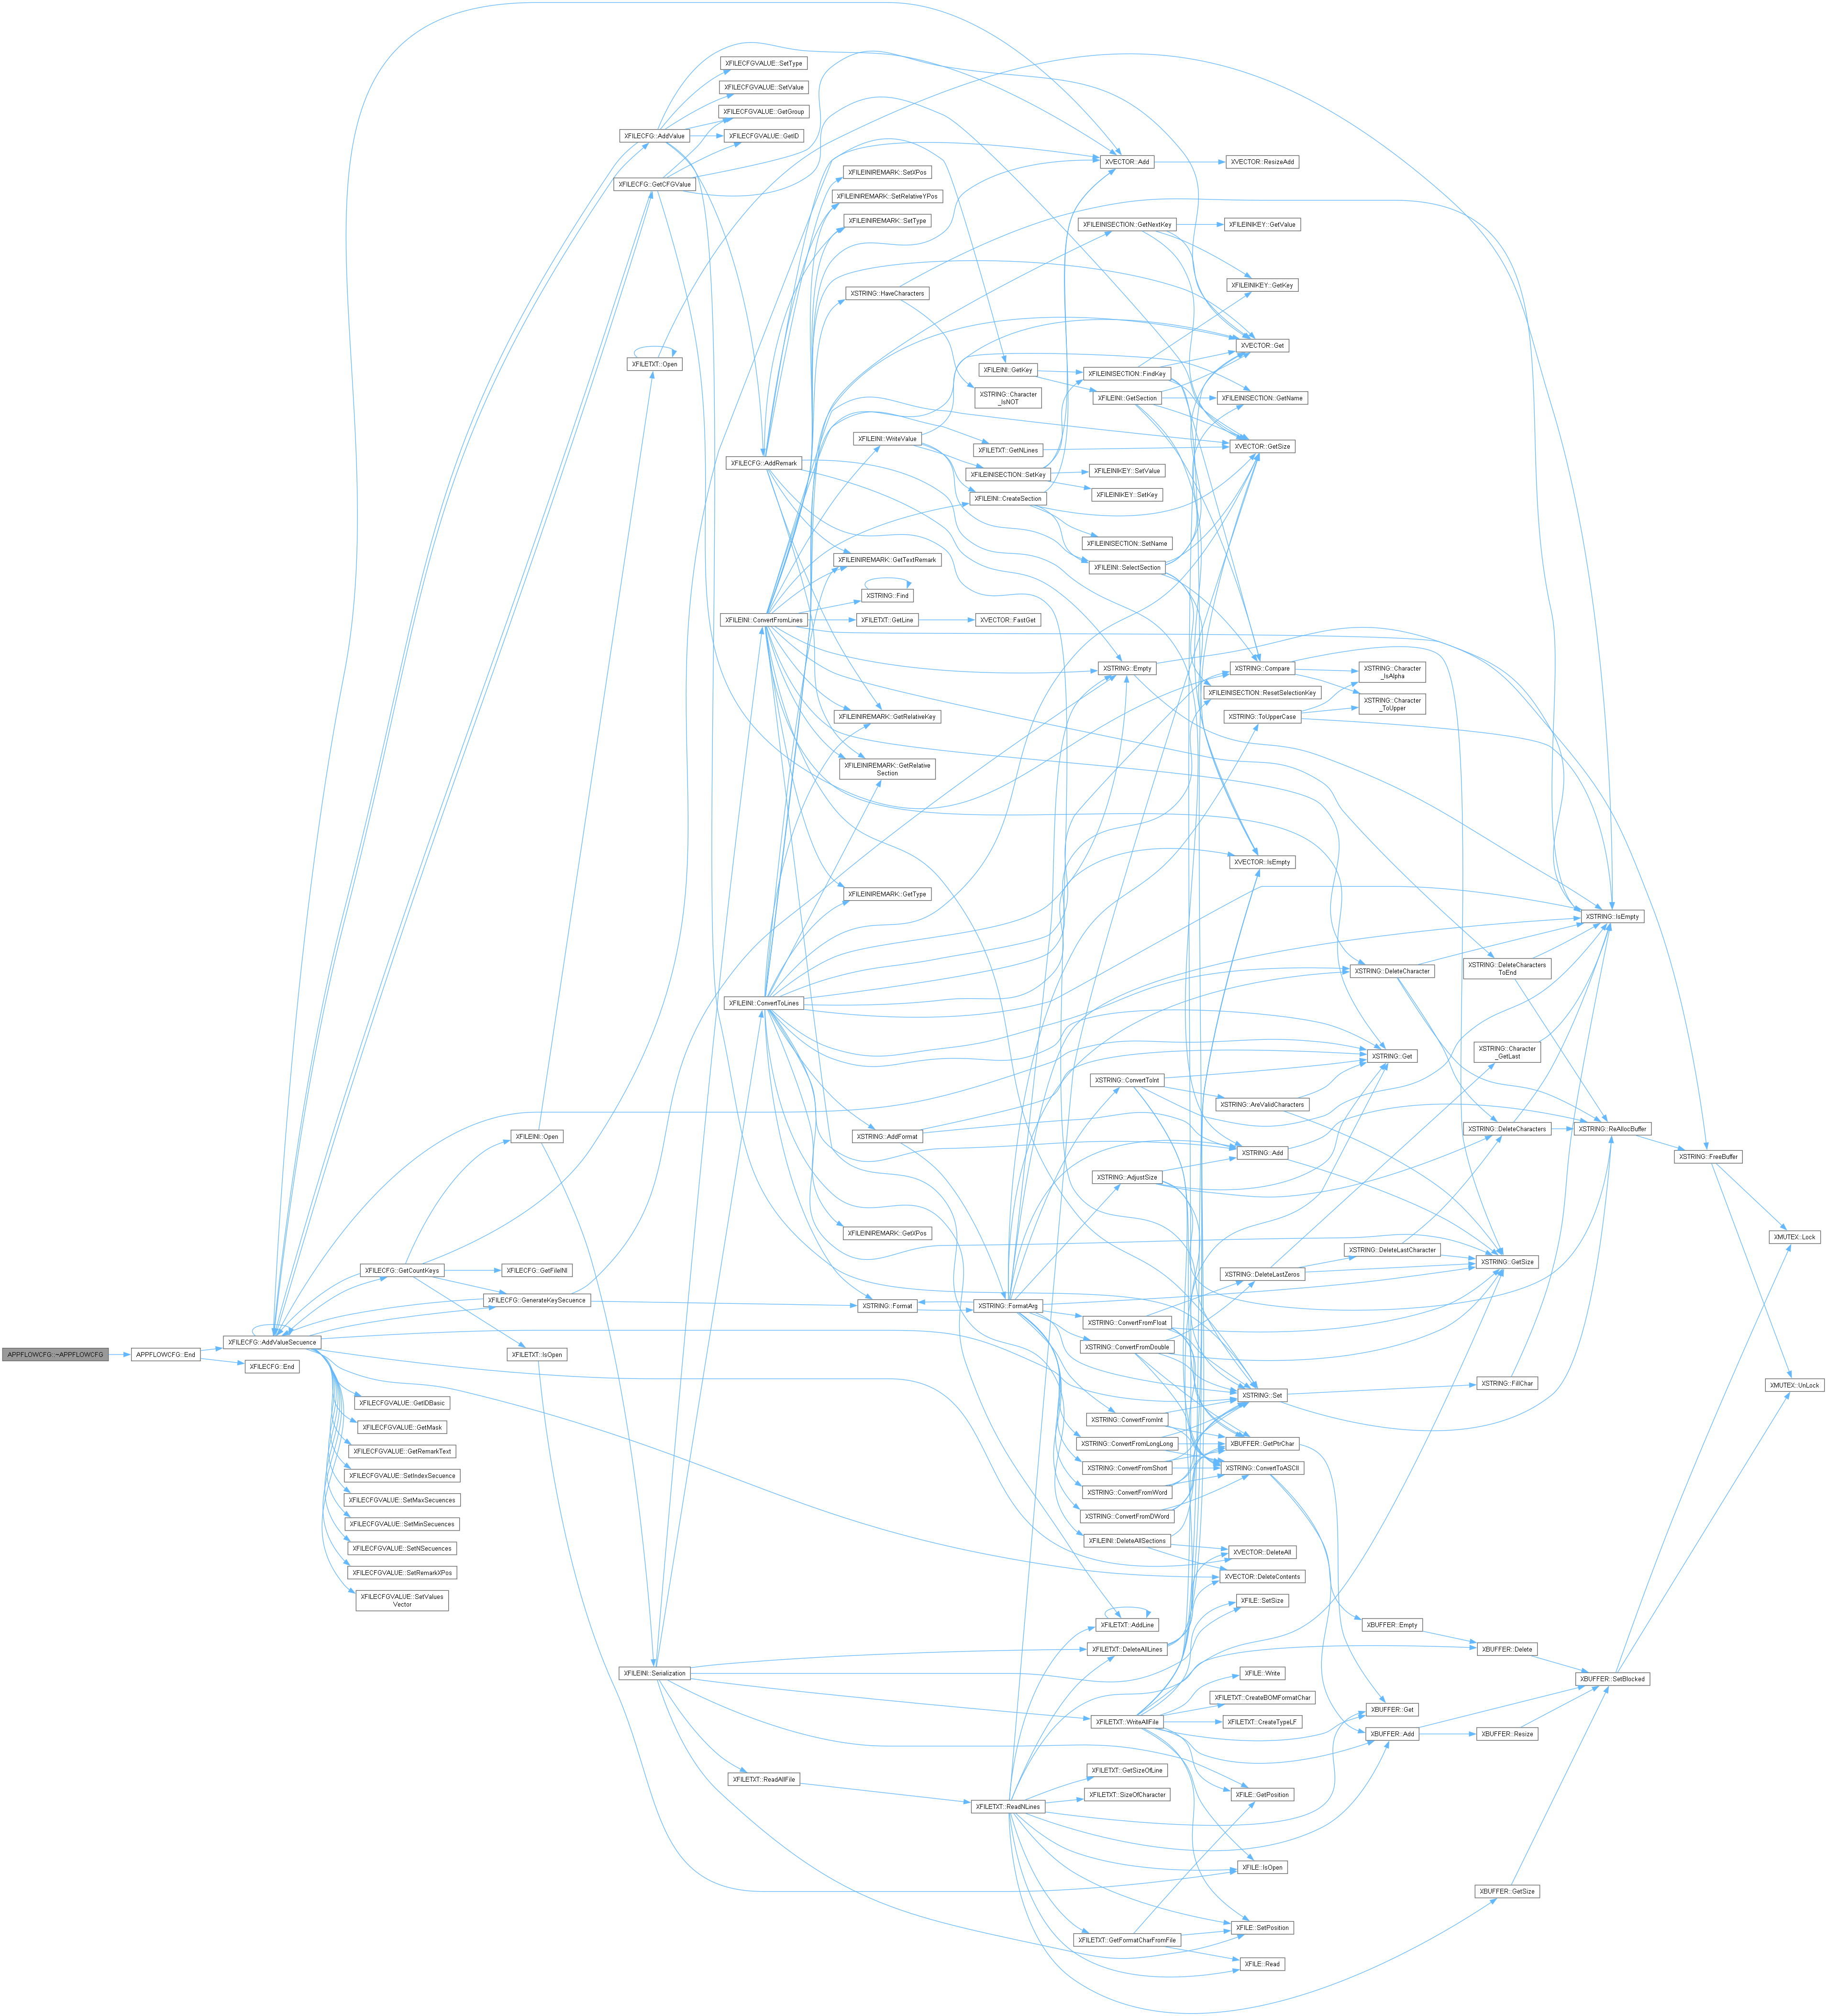 XFILECFGVALUE::SetType
XFILECFGVALUE::SetValue
XFILECFGVALUE::GetGroup
XFILECFG::AddValue
XFILECFGVALUE::GetID
XVECTOR::Add
XVECTOR::ResizeAdd
XFILEINIREMARK::SetXPos
XFILECFG::GetCFGValue
XFILEINIREMARK::SetRelativeYPos
XFILEINIREMARK::SetType
XFILEINISECTION::GetNextKey
XFILEINIKEY::GetValue
XFILEINIKEY::GetKey
XSTRING::HaveCharacters
XVECTOR::Get
XFILETXT::Open
XFILEINI::GetKey
XFILEINISECTION::FindKey
XSTRING::Character
_IsNOT
XFILEINI::GetSection
XFILEINISECTION::GetName
XFILEINI::WriteValue
XVECTOR::GetSize
XFILETXT::GetNLines
XFILECFG::AddRemark
XFILEINISECTION::SetKey
XFILEINIKEY::SetValue
XFILEINIKEY::SetKey
XFILEINI::CreateSection
XFILEINISECTION::SetName
XFILEINIREMARK::GetTextRemark
XFILEINI::SelectSection
XSTRING::Find
XFILEINI::ConvertFromLines
XFILETXT::GetLine
XVECTOR::FastGet
XSTRING::Empty
XSTRING::Compare
XSTRING::Character
_IsAlpha
XFILEINISECTION::ResetSelectionKey
XSTRING::Character
_ToUpper
XFILEINIREMARK::GetRelativeKey
XSTRING::ToUpperCase
XFILEINIREMARK::GetRelative
Section
XVECTOR::IsEmpty
XFILEINIREMARK::GetType
XSTRING::IsEmpty
XSTRING::DeleteCharacter
XSTRING::DeleteCharacters
ToEnd
XFILEINI::ConvertToLines
XSTRING::Get
XSTRING::Character
_GetLast
XSTRING::ConvertToInt
XSTRING::AreValidCharacters
XFILEINI::Open
XSTRING::AddFormat
XSTRING::DeleteCharacters
XSTRING::ReAllocBuffer
XSTRING::Add
XSTRING::FreeBuffer
XSTRING::AdjustSize
XFILEINIREMARK::GetXPos
XMUTEX::Lock
XSTRING::DeleteLastCharacter
XSTRING::GetSize
XFILECFG::GetCountKeys
XFILECFG::GetFileINI
XSTRING::DeleteLastZeros
XFILECFG::GenerateKeySecuence
XSTRING::Format
XSTRING::FormatArg
XSTRING::ConvertFromFloat
XFILECFG::AddValueSecuence
XSTRING::ConvertFromDouble
APPFLOWCFG::~APPFLOWCFG
APPFLOWCFG::End
XFILETXT::IsOpen
XFILECFG::End
XSTRING::FillChar
XMUTEX::UnLock
XSTRING::Set
XFILECFGVALUE::GetIDBasic
XSTRING::ConvertFromInt
XFILECFGVALUE::GetMask
XSTRING::ConvertFromLongLong
XBUFFER::GetPtrChar
XFILECFGVALUE::GetRemarkText
XSTRING::ConvertFromShort
XSTRING::ConvertToASCII
XFILECFGVALUE::SetIndexSecuence
XSTRING::ConvertFromWord
XFILECFGVALUE::SetMaxSecuences
XSTRING::ConvertFromDWord
XFILECFGVALUE::SetMinSecuences
XFILEINI::DeleteAllSections
XFILECFGVALUE::SetNSecuences
XVECTOR::DeleteAll
XFILECFGVALUE::SetRemarkXPos
XVECTOR::DeleteContents
XFILECFGVALUE::SetValues
Vector
XFILE::SetSize
XFILETXT::AddLine
XBUFFER::Empty
XFILETXT::DeleteAllLines
XBUFFER::Delete
XFILEINI::Serialization
XFILE::Write
XBUFFER::SetBlocked
XFILETXT::CreateBOMFormatChar
XBUFFER::Get
XFILETXT::WriteAllFile
XFILETXT::CreateTypeLF
XBUFFER::Add
XBUFFER::Resize
XFILETXT::GetSizeOfLine
XFILETXT::ReadAllFile
XFILETXT::SizeOfCharacter
XFILE::GetPosition
XFILETXT::ReadNLines
XFILE::IsOpen
XBUFFER::GetSize
XFILE::SetPosition
XFILETXT::GetFormatCharFromFile
XFILE::Read